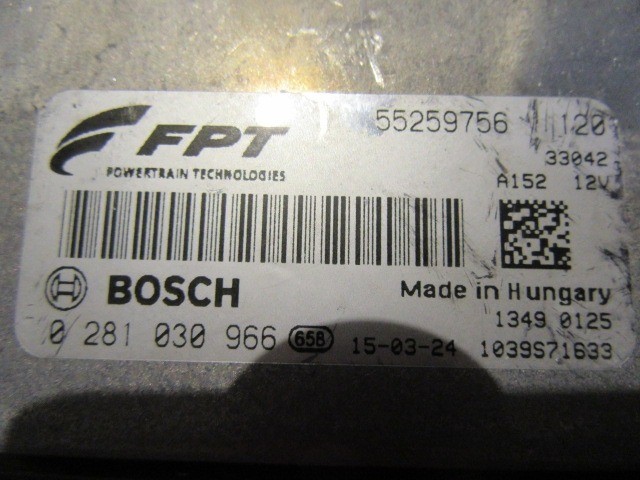 FPT 55259756 120
POWERTRAIN TECHNOLOGIES 33042
A152 12V
BOSCH Made in Hungary
1349 0125
0 281 030 966 658 15-03-24 1039S71633